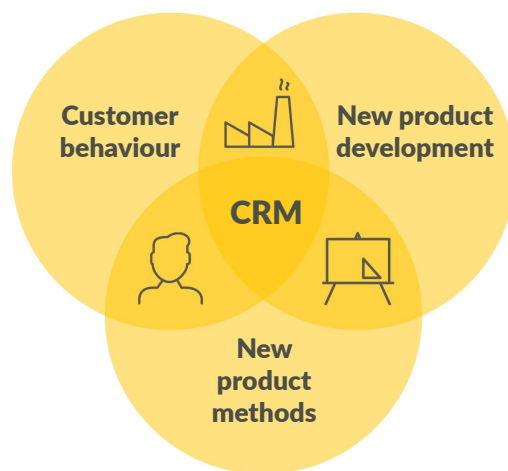 Customer
behaviour
New product
development
CRM
New
product
methods